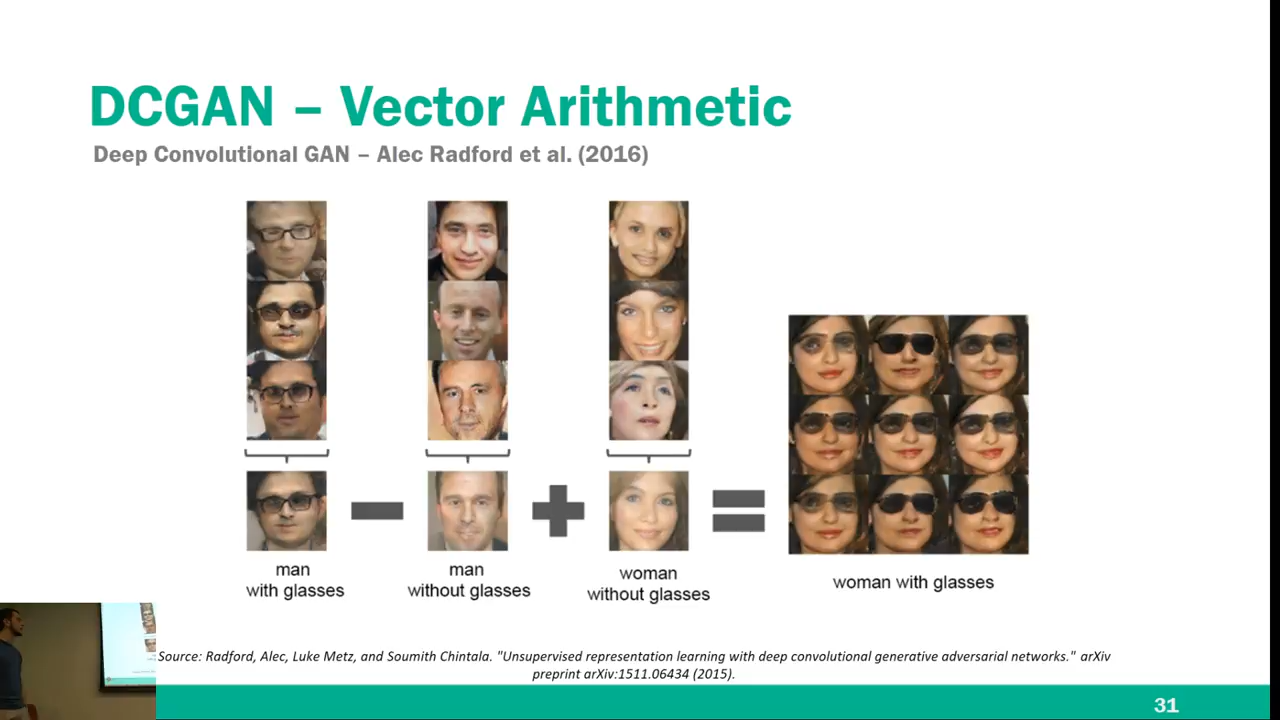 DCGAN – Vector Arithmetic
Deep Convolutional GAN – Alec Radford et al. (2016)
man
with glasses
man
without glasses
woman
without glasses
woman with glasses
Source: Radford, Alec, Luke Metz, and Soumith Chintala. "Unsupervised representation learning with deep convolutional generative adversarial networks." arXiv
preprint arXiv:1511.06434 (2015).
31